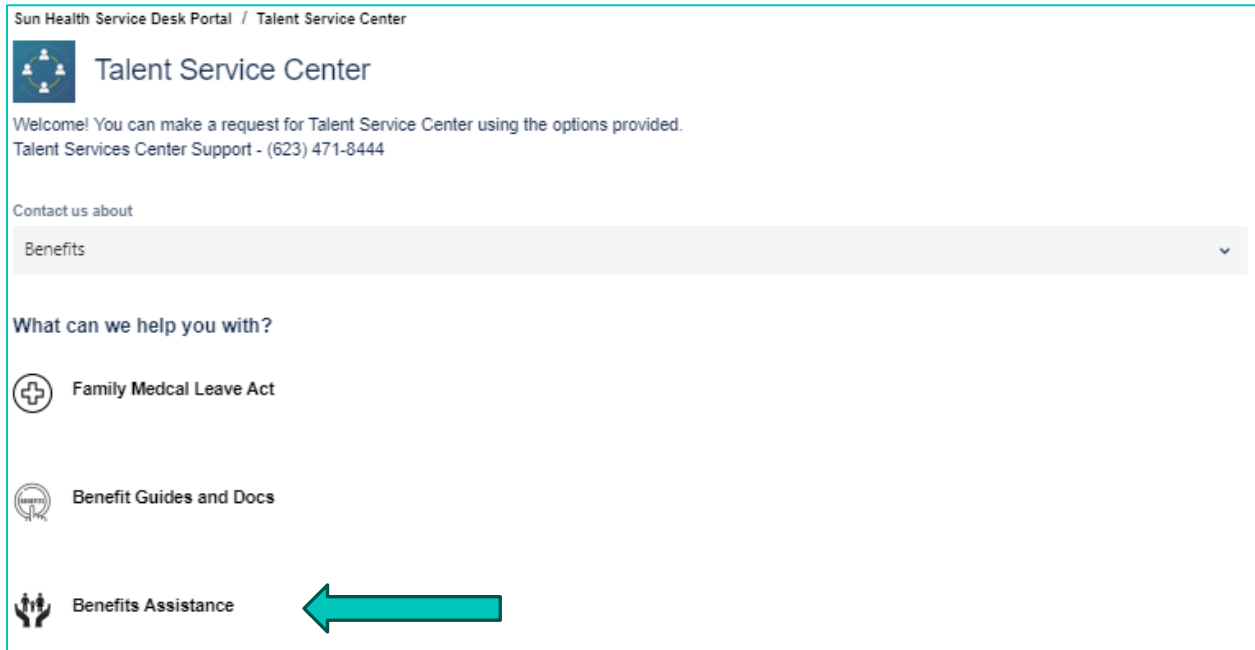 Sun Health Service Desk Portal / Talent Service Center
Talent Service Center
Welcome! You can make a request for Talent Service Center using the options provided.
Talent Services Center Support - (623) 471-8444
Contact us about
Benefits
What can we help you with?
Family Medcal Leave Act
Benefit Guides and Docs
Benefits Assistance